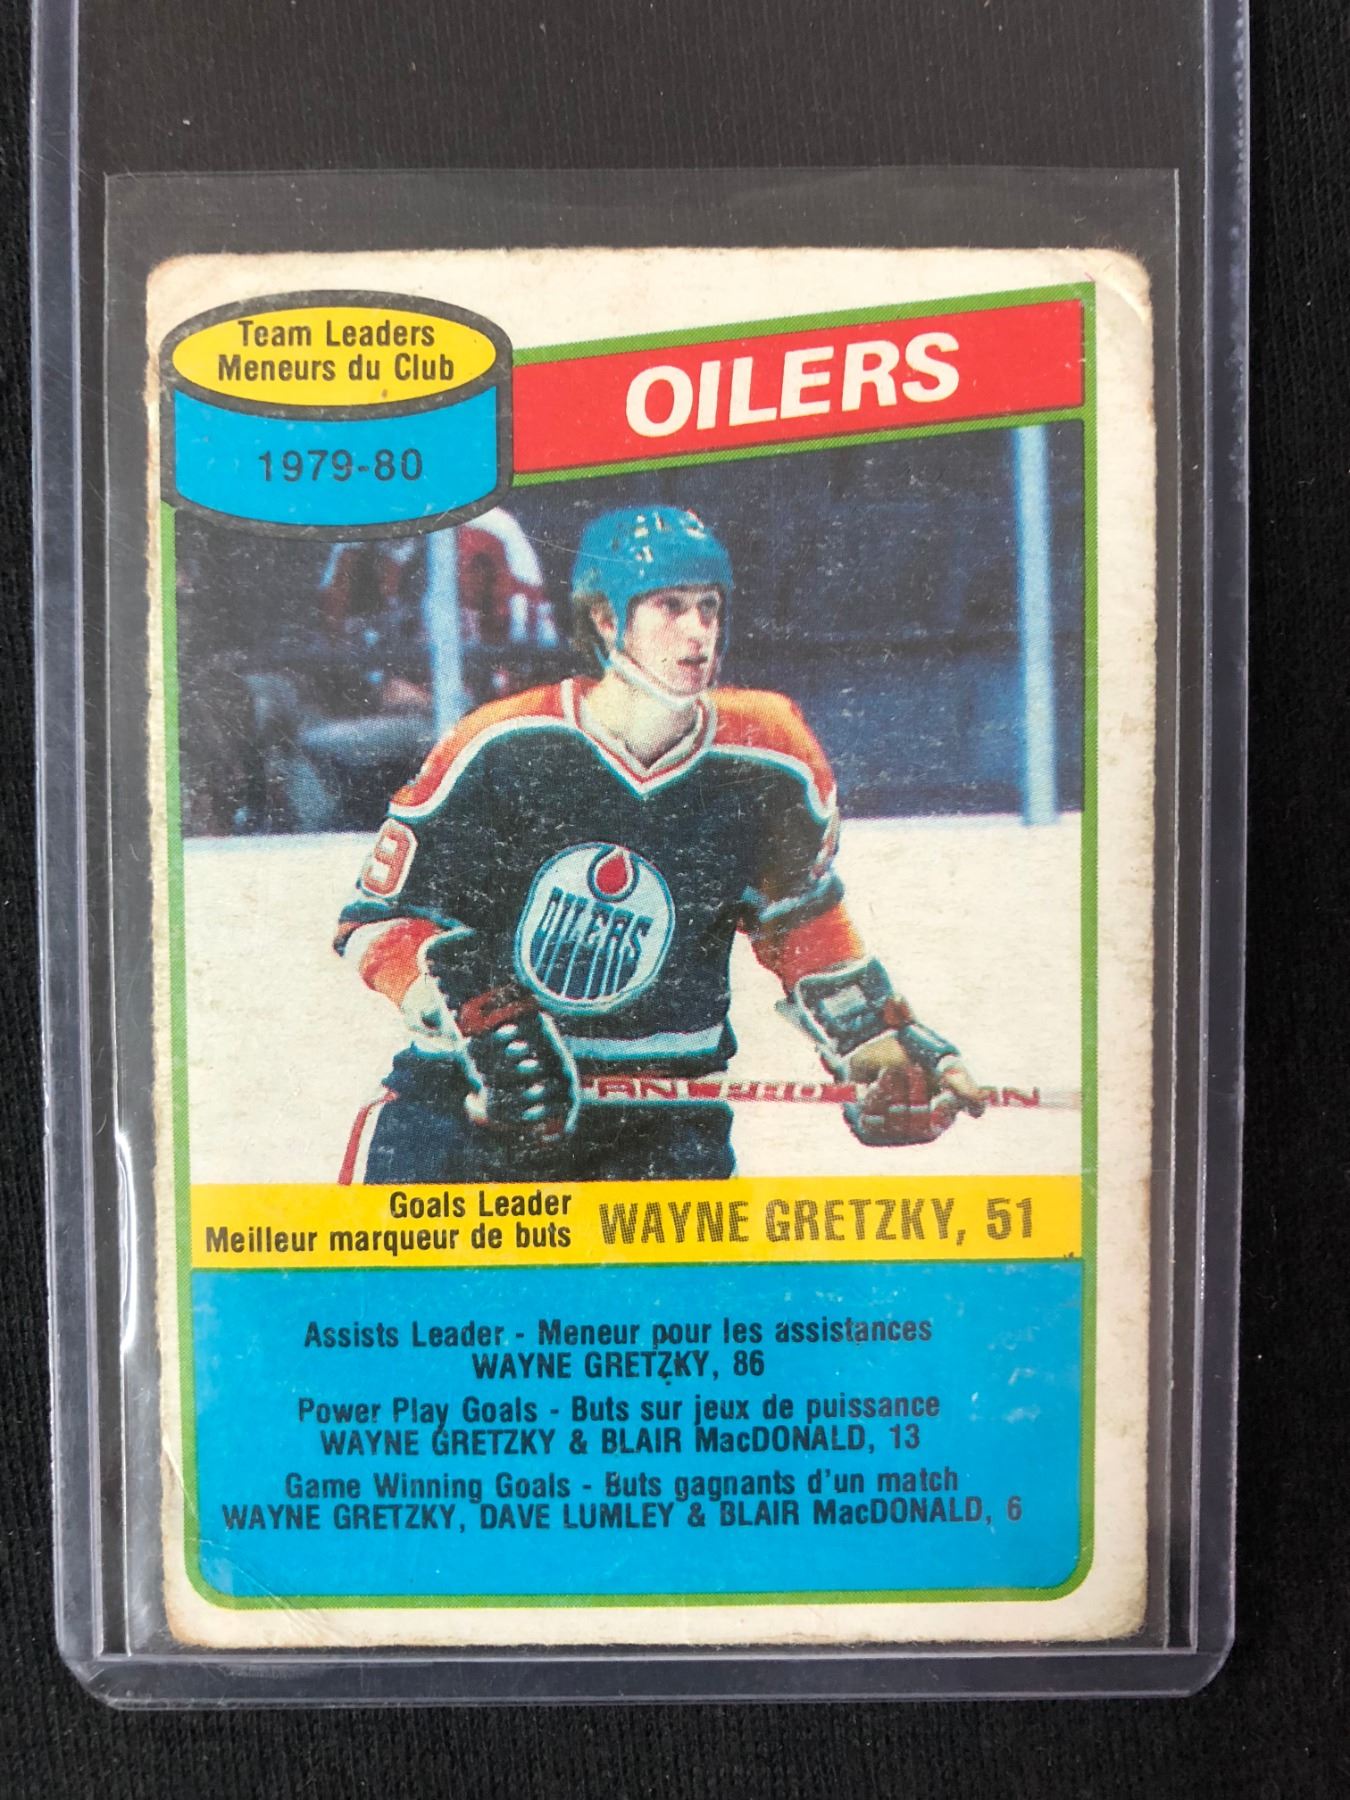 Team Leaders
Meneurs du Club
1979-80
OILERS
9
OILERS
Goals Leader
Meilleur marqueur de buts
WAYNE GRETZKY, 51
Assists Leader - Meneur pour les assistances
WAYNE GRETZKY, 86
Power Play Goals - Buts sur jeux de puissance
WAYNE GRETZKY & BLAIR MacDONALD, 13
Game Winning Goals - Buts gagnants d'un match
WAYNE GRETZKY, DAVE LUMLEY & BLAIR MacDONALD, 6